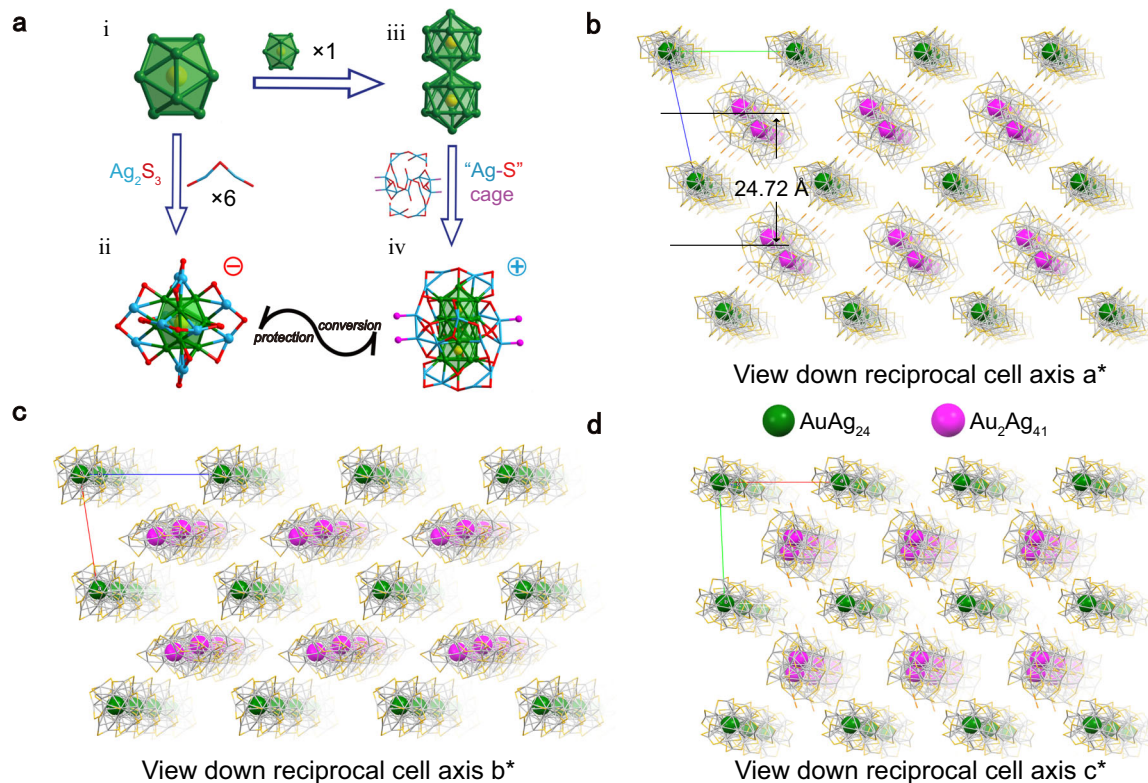 a
i
×1
iii
Ag₂S₃
×6
"Ag-S"
cage
ii
⊖
iv
⊕
protection
conversion
b
24.72 Å
View down reciprocal cell axis a*
c
View down reciprocal cell axis b*
d
AuAg₂₄
Au₂Ag₄₁
View down reciprocal cell axis c*